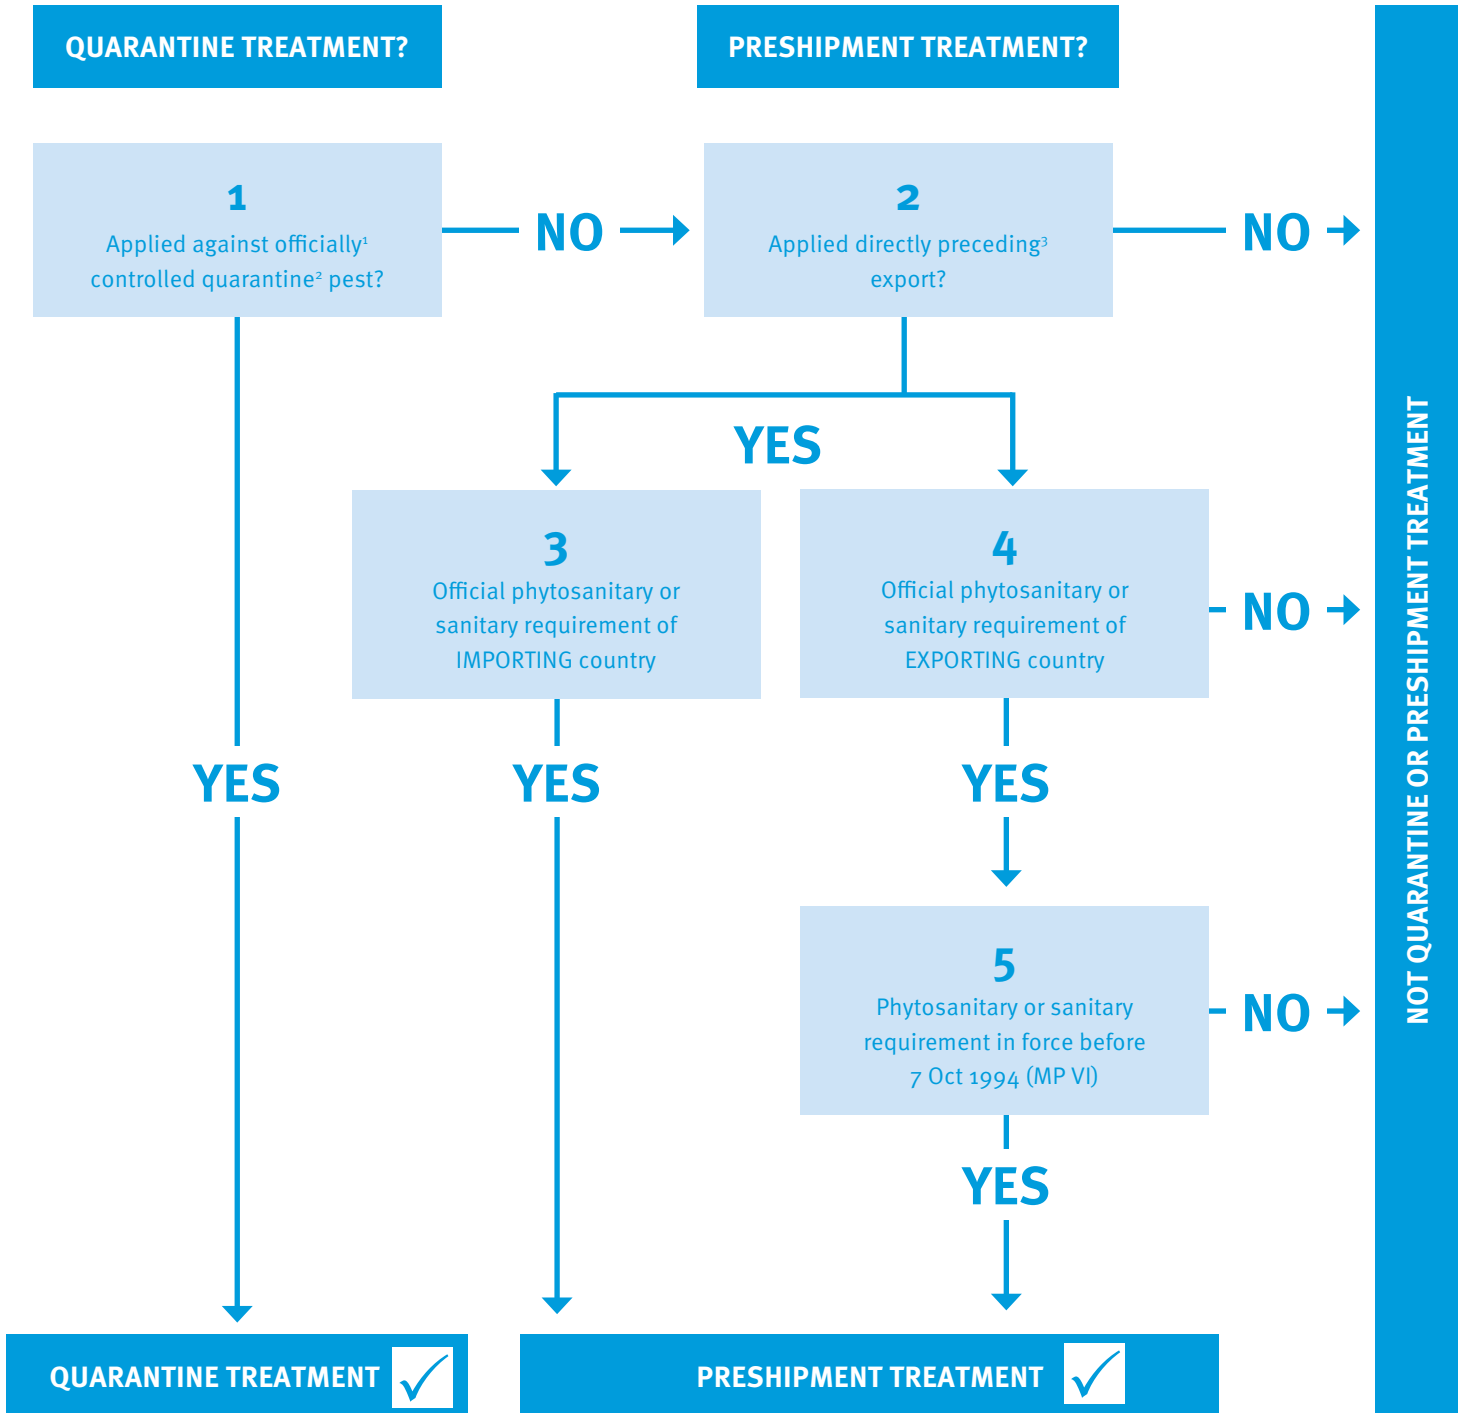 QUARANTINE TREATMENT?
PRESHIPMENT TREATMENT?
1
Applied against officially¹
controlled quarantine² pest?
NO
2
Applied directly preceding³
export?
NO
YES
3
Official phytosanitary or
sanitary requirement of
IMPORTING country
4
Official phytosanitary or
sanitary requirement of
EXPORTING country
NO
YES
YES
YES
5
Phytosanitary or sanitary
requirement in force before
7 Oct 1994 (MP VI)
NO
YES
QUARANTINE TREATMENT
PRESHIPMENT TREATMENT
NOT QUARANTINE OR PRESHIPMENT TREATMENT